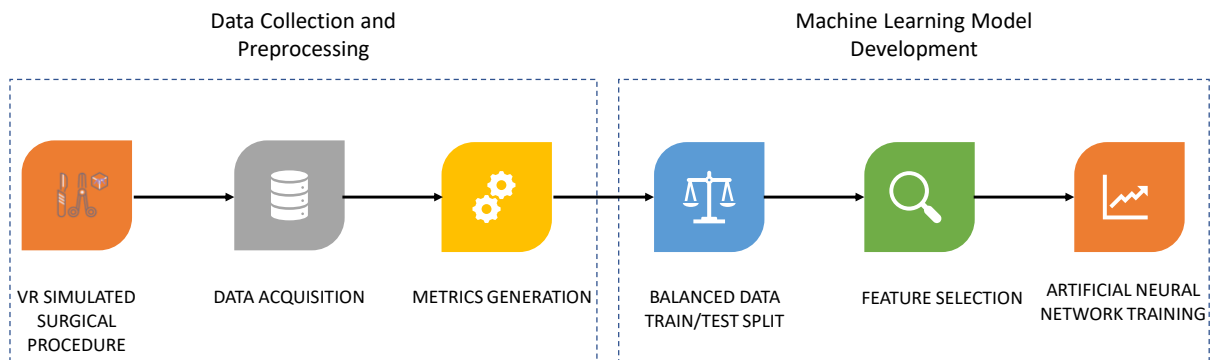 Data Collection and
Preprocessing
Machine Learning Model
Development
VR SIMULATED
SURGICAL
PROCEDURE
DATA ACQUISITION
METRICS GENERATION
BALANCED DATA
TRAIN/TEST SPLIT
FEATURE SELECTION
ARTIFICIAL NEURAL
NETWORK TRAINING